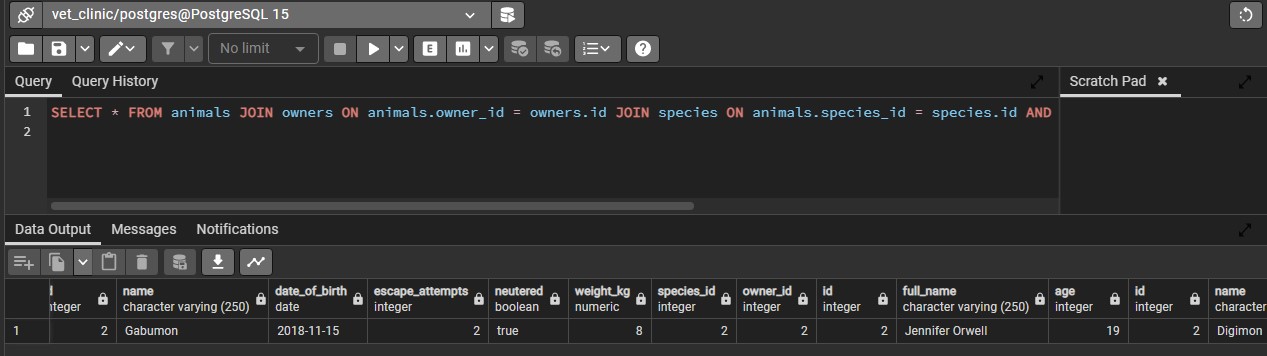 vet_clinic/postgres@PostgreSQL 15
No limit
E
Query Query History Scratch Pad
1 SELECT * FROM animals JOIN owners ON animals.owner_id = owners.id JOIN species ON animals.species_id = species.id AND
2
Data Output Messages Notifications
name date_of_birth escape_attempts neutered weight_kg species_id owner_id id full_name age id name
integer character varying (250) date integer boolean numeric integer integer integer character varying (250) integer integer character
1 2 Gabumon 2018-11-15 2 true 8 2 2 2 Jennifer Orwell 19 2 Digimon